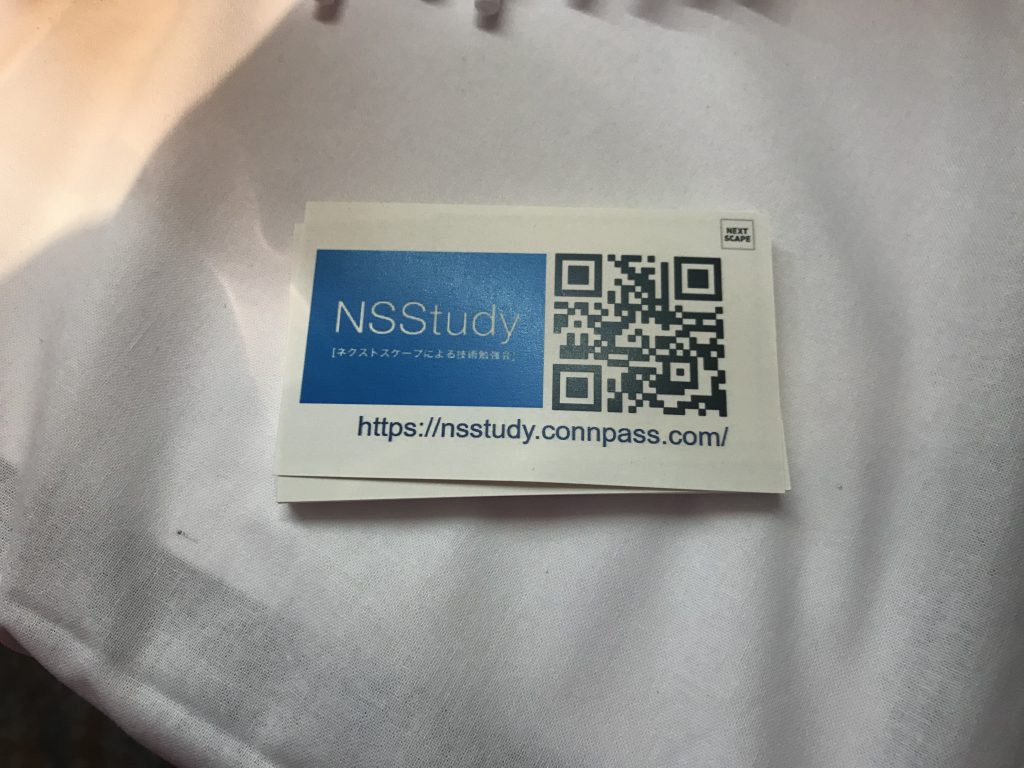 NEXT
SCAPE
NSStudy
[ネクストスケープによる技術勉強会]
https://nsstudy.connpass.com/